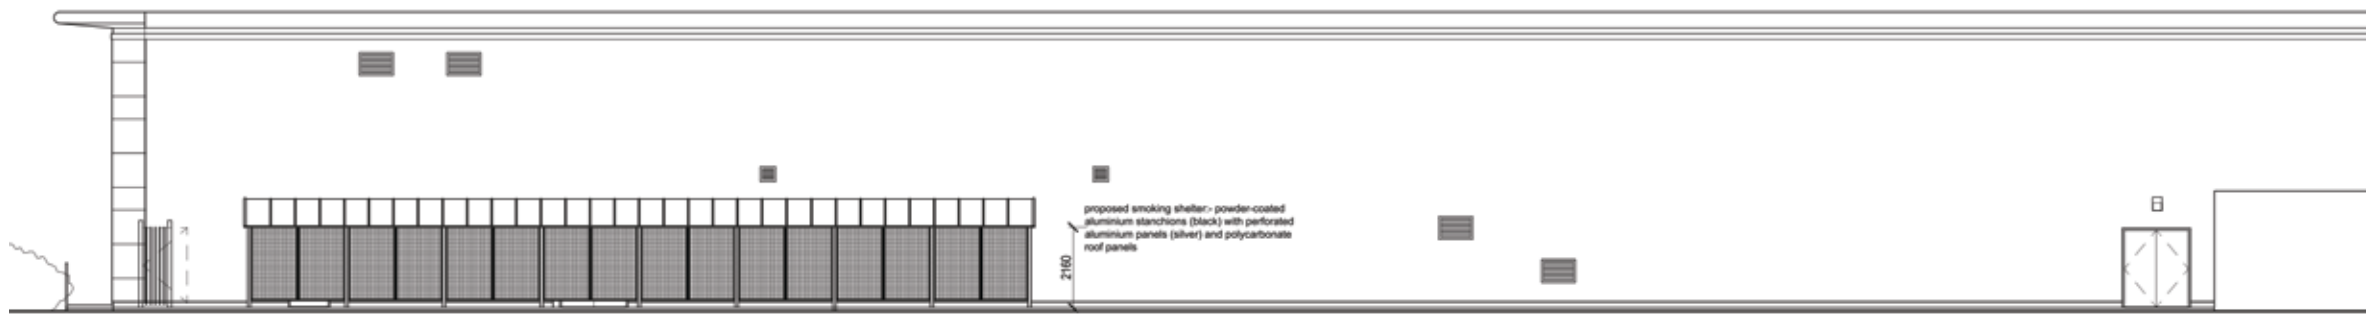 proposed smoking shelter:- powder-coated
aluminium stanchions (black) with perforated
aluminium panels (silver) and polycarbonate
roof panels
2160